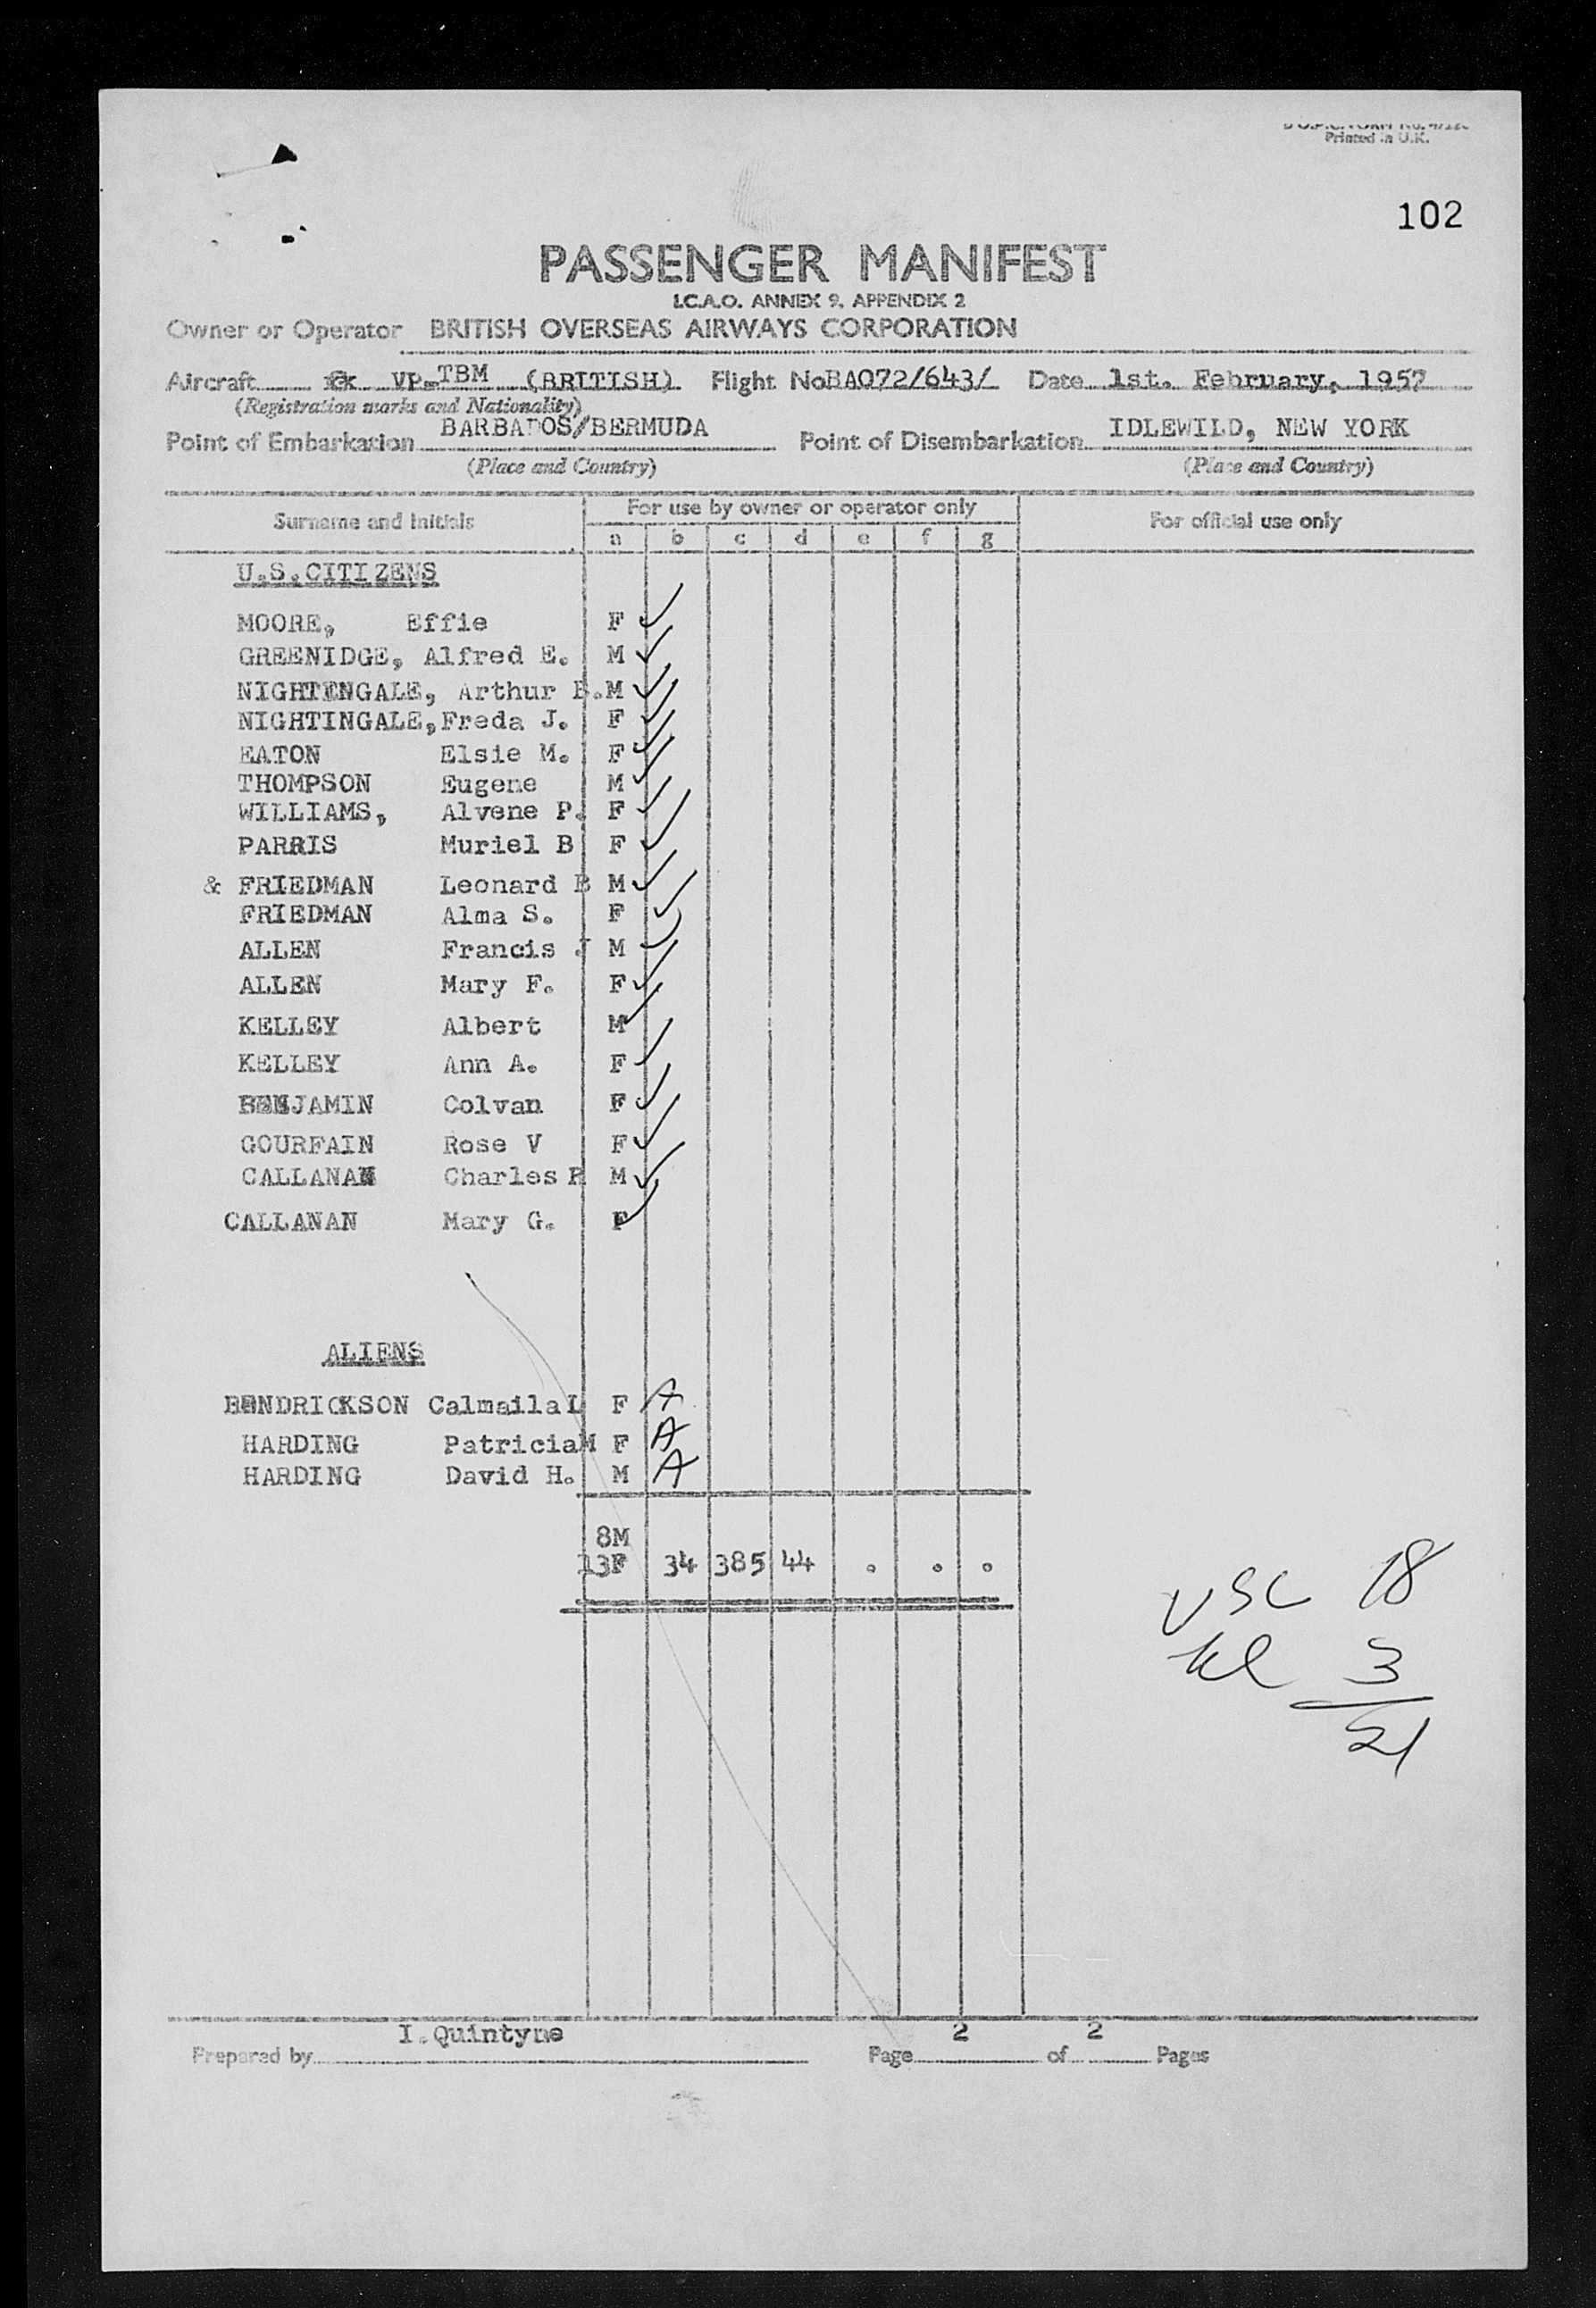 Printed in U.K.
102
PASSENGER MANIFEST
I.C.A.O. ANNEX 9, APPENDIX 2
Owner or Operator BRITISH OVERSEAS AIRWAYS CORPORATION
Aircraft VP-TBM (BRITISH) Flight No BA072/643/ Date 1st. February, 1957
(Registration marks and Nationality)
Point of Embarkation BARBADOS/BERMUDA Point of Disembarkation IDLEWILD, NEW YORK
(Place and Country) (Place and Country)
Surname and Initials For use by owner or operator only For official use only
a b c d e f g
U.S.CITIZENS
MOORE, Effie F ✓
GREENIDGE, Alfred E. M ✓
NIGHTENGALE, Arthur B. M ✓
NIGHTINGALE, Freda J. F ✓
EATON Elsie M. F ✓
THOMPSON Eugene M ✓
WILLIAMS, Alvene P. F ✓
PARRIS Muriel B F ✓
& FRIEDMAN Leonard B M ✓
FRIEDMAN Alma S. F ✓
ALLEN Francis J M ✓
ALLEN Mary F. F ✓
KELLEY Albert M ✓
KELLEY Ann A. F ✓
BENJAMIN Colvan F ✓
GOURFAIN Rose V F ✓
CALLANAN Charles R M ✓
CALLANAN Mary G. F ✓
ALIENS
HENDRICKSON Calmaila L F A
HARDING Patricia M F A
HARDING David H. M A
8M
13F 34 385 44 . . .
USC 18
3
21
I.Quintyne 2 2
Prepared by Page of Pages